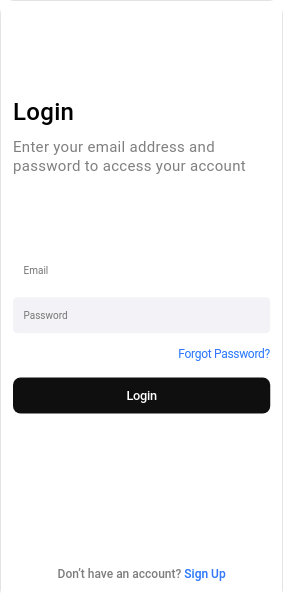 Login
Enter your email address and
password to access your account
Email
Password
Forgot Password?
Login
Don't have an account? Sign Up